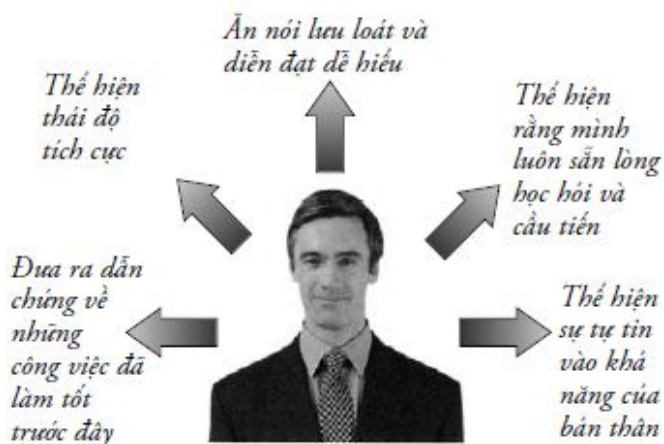 Ăn nói lưu loát và
diễn đạt dễ hiểu
Thể hiện
thái độ
tích cực
Thể hiện
rằng mình
luôn sẵn lòng
học hỏi và
cầu tiến
Đưa ra dẫn
chứng về
những
công việc đã
làm tốt
trước đây
Thể hiện
sự tự tin
vào khả
năng của
bản thân